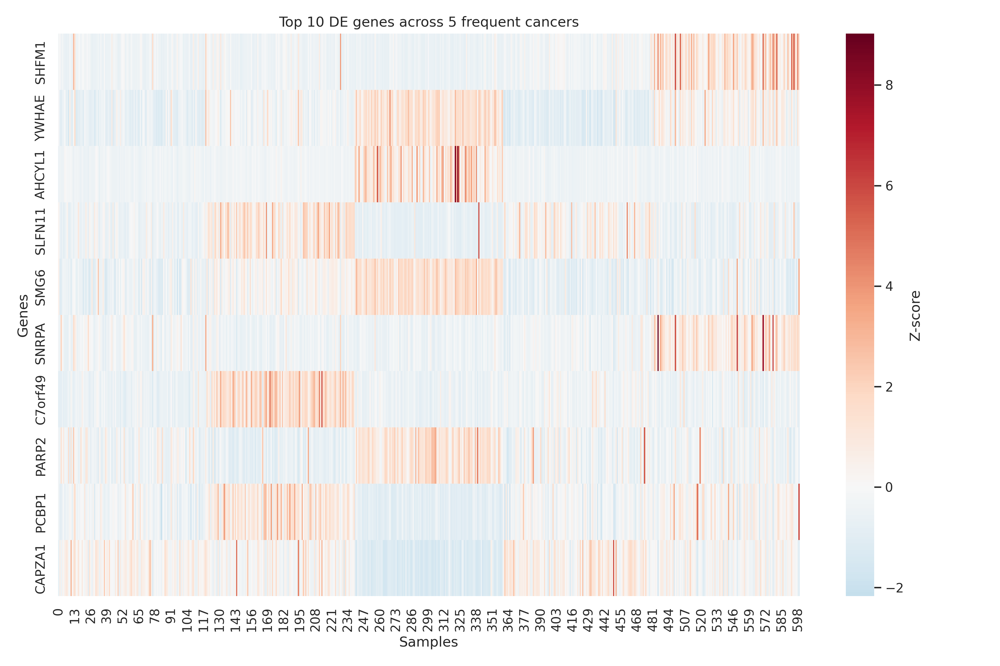 Top 10 DE genes across 5 frequent cancers
Genes
SHFM1
YWHAE
AHCYL1
SLFN11
SMG6
SNRPA
C7orf49
PARP2
PCBP1
CAPZA1
0 13 26 39 52 65 78 91 104 117 130 143 156 169 182 195 208 221 234 247 260 273 286 299 312 325 338 351 364 377 390 403 416 429 442 455 468 481 494 507 520 533 546 559 572 585 598
Samples
8
6
4
2
0
−2
Z-score